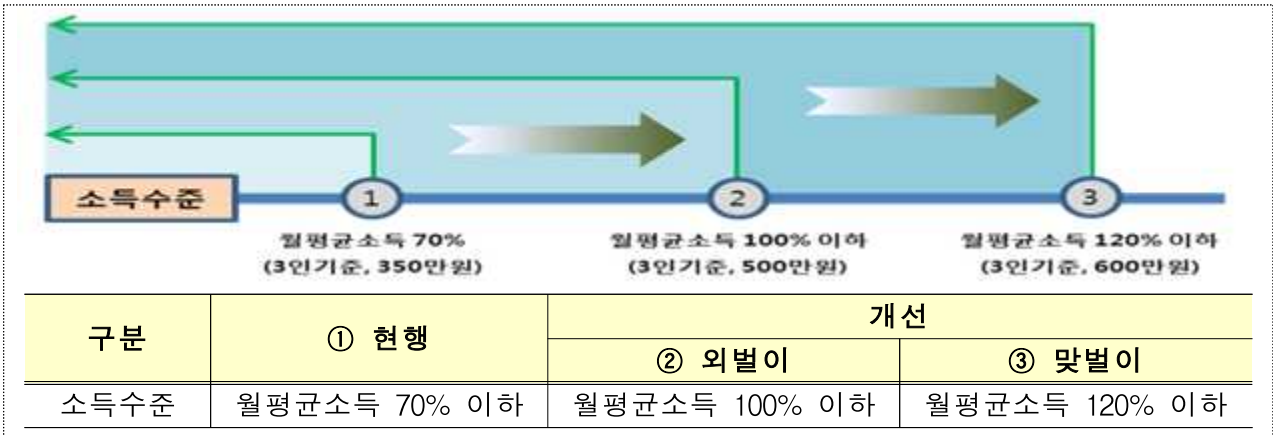 소득수준
1 2 3
월평균소득 70% 월평균소득 100% 이하 월평균소득 120% 이하
(3인기준, 350만원) (3인기준, 500만원) (3인기준, 600만원)
구분 ① 현행 개선
② 외벌이 ③ 맞벌이
소득수준 월평균소득 70% 이하 월평균소득 100% 이하 월평균소득 120% 이하